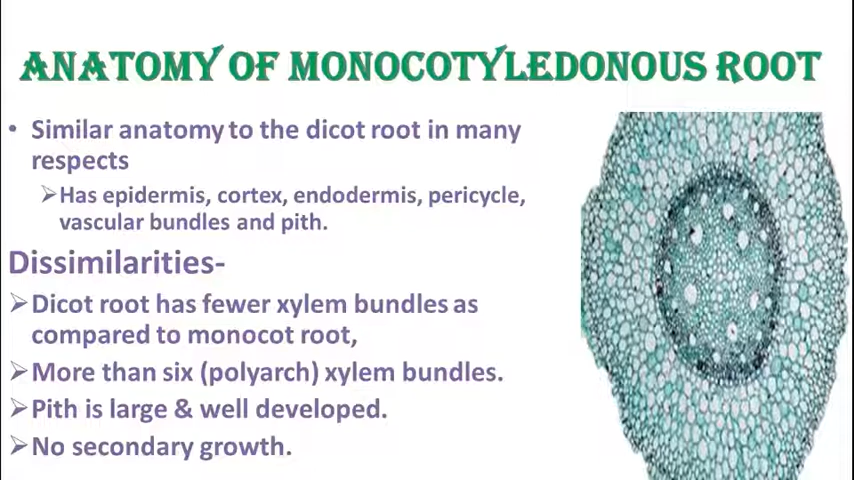 ANATOMY OF MONOCOTYLEDONOUS ROOT
• Similar anatomy to the dicot root in many
respects
➢Has epidermis, cortex, endodermis, pericycle,
vascular bundles and pith.
Dissimilarities-
➢Dicot root has fewer xylem bundles as
compared to monocot root,
➢More than six (polyarch) xylem bundles.
➢Pith is large & well developed.
➢No secondary growth.